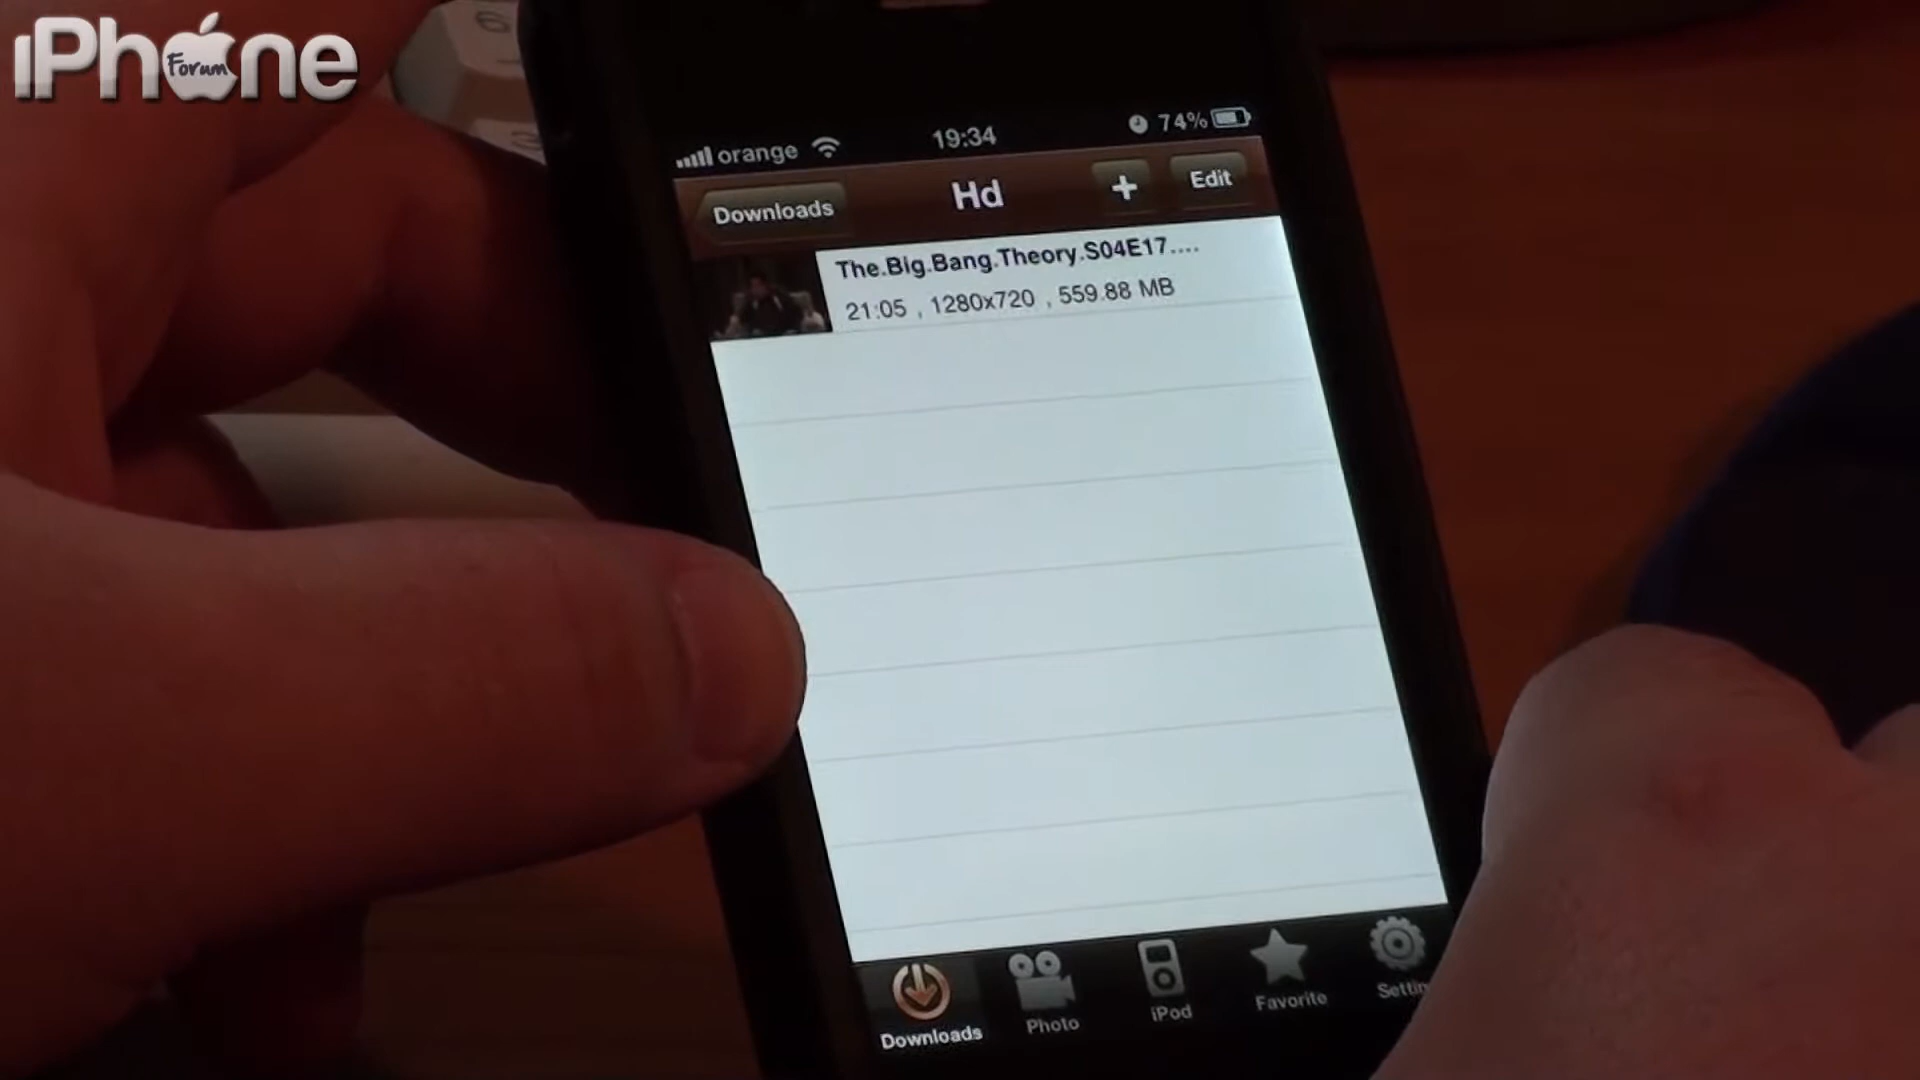 iPhone
Forum
orange 19:34 74%
Downloads Hd + Edit
The.Big.Bang.Theory.S04E17....
21:05 , 1280x720 , 559.88 MB
Downloads Photo iPod Favorite Settin